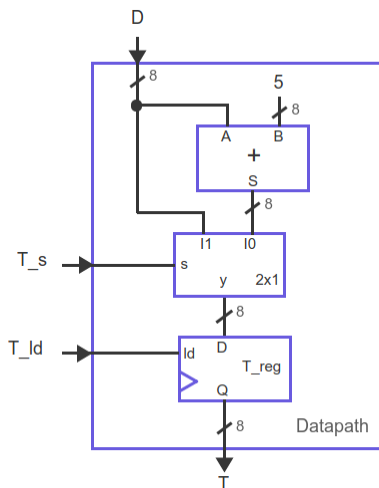 D
8
5
8
A B
+
S
8
I1 I0
T_s
s
y 2x1
8
T_ld
ld
D
T_reg
Q
8
Datapath
T